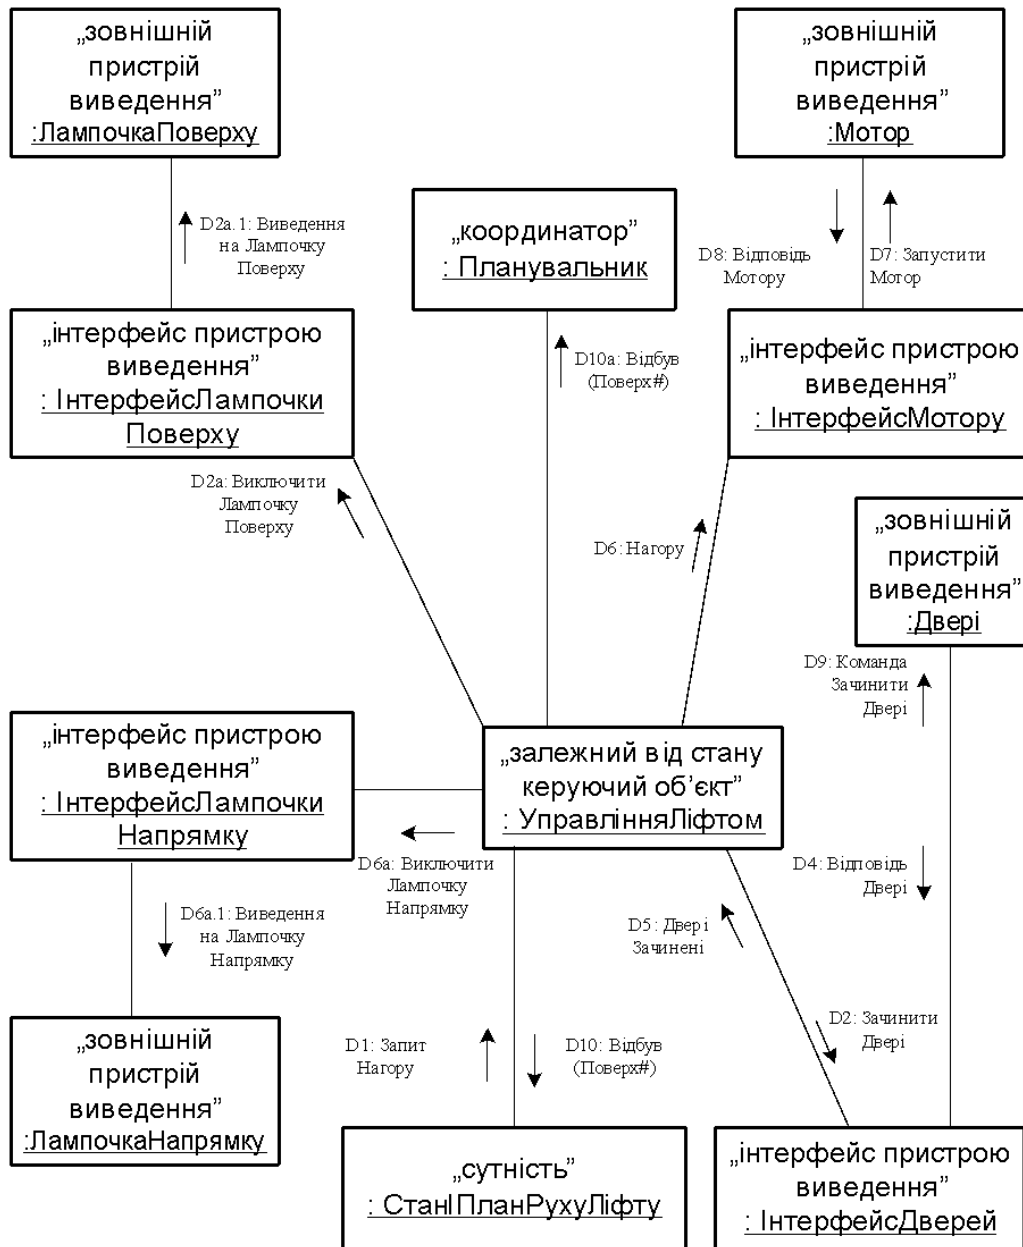 „зовнішній
пристрій
виведення”
:ЛампочкаПоверху
„зовнішній
пристрій
виведення”
:Мотор
D2a.1: Виведення
на Лампочку
Поверху
„координатор”
: Планувальник
D8: Відповідь
Мотору
D7: Запустити
Мотор
„інтерфейс пристрою
виведення”
: ІнтерфейсЛампочки
Поверху
D10a: Відбув
(Поверх#)
„інтерфейс пристрою
виведення”
: ІнтерфейсМотору
D2a: Виключити
Лампочку
Поверху
D6: Нагору
„зовнішній
пристрій
виведення”
:Двері
D9: Команда
Зачинити
Двері
„інтерфейс пристрою
виведення”
: ІнтерфейсЛампочки
Напрямку
„залежний від стану
керуючий об’єкт”
: УправлінняЛіфтом
D6a: Виключити
Лампочку
Напрямку
D4: Відповідь
Двері
D6a.1: Виведення
на Лампочку
Напрямку
D5: Двері
Зачинені
D1: Запит
Нагору
D10: Відбув
(Поверх#)
D2: Зачинити
Двері
„зовнішній
пристрій
виведення”
:ЛампочкаНапрямку
„сутність”
: СтанІПланРухуЛіфту
„інтерфейс пристрою
виведення”
: ІнтерфейсДверей